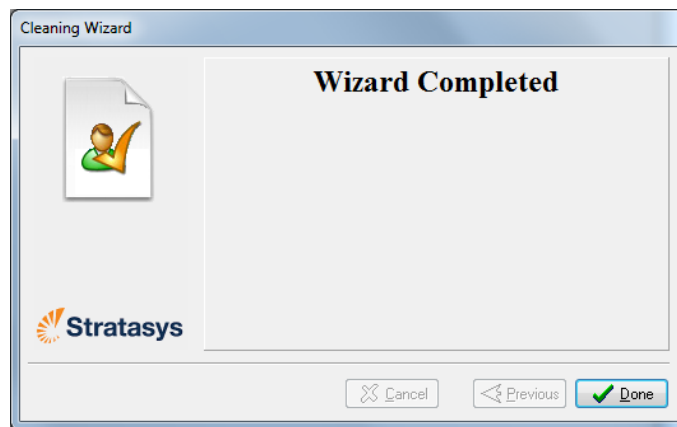 Cleaning Wizard
Wizard Completed
Stratasys
Cancel
Previous
Done